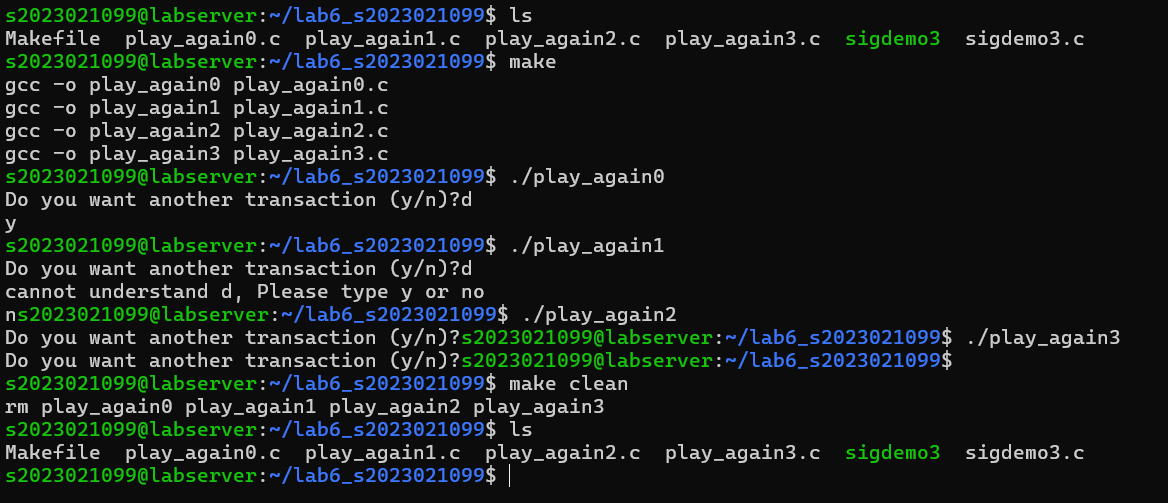 s2023021099@labserver:~/lab6_s2023021099$ ls
Makefile  play_again0.c  play_again1.c  play_again2.c  play_again3.c  sigdemo3  sigdemo3.c
s2023021099@labserver:~/lab6_s2023021099$ make
gcc -o play_again0 play_again0.c
gcc -o play_again1 play_again1.c
gcc -o play_again2 play_again2.c
gcc -o play_again3 play_again3.c
s2023021099@labserver:~/lab6_s2023021099$ ./play_again0
Do you want another transaction (y/n)?d
y
s2023021099@labserver:~/lab6_s2023021099$ ./play_again1
Do you want another transaction (y/n)?d
cannot understand d, Please type y or no
ns2023021099@labserver:~/lab6_s2023021099$ ./play_again2
Do you want another transaction (y/n)?s2023021099@labserver:~/lab6_s2023021099$ ./play_again3
Do you want another transaction (y/n)?s2023021099@labserver:~/lab6_s2023021099$
s2023021099@labserver:~/lab6_s2023021099$ make clean
rm play_again0 play_again1 play_again2 play_again3
s2023021099@labserver:~/lab6_s2023021099$ ls
Makefile  play_again0.c  play_again1.c  play_again2.c  play_again3.c  sigdemo3  sigdemo3.c
s2023021099@labserver:~/lab6_s2023021099$